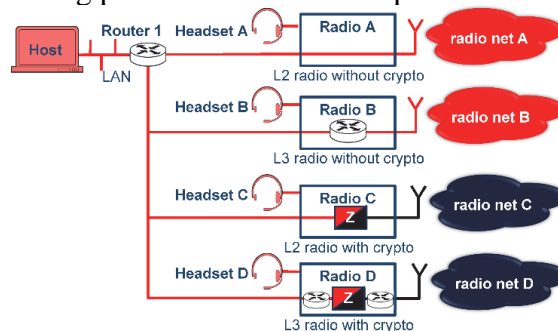 Host
Router 1
LAN
Headset A
Radio A
radio net A
L2 radio without crypto
Headset B
Radio B
radio net B
L3 radio without crypto
Headset C
Radio C
Z
radio net C
L2 radio with crypto
Headset D
Radio D
Z
radio net D
L3 radio with crypto